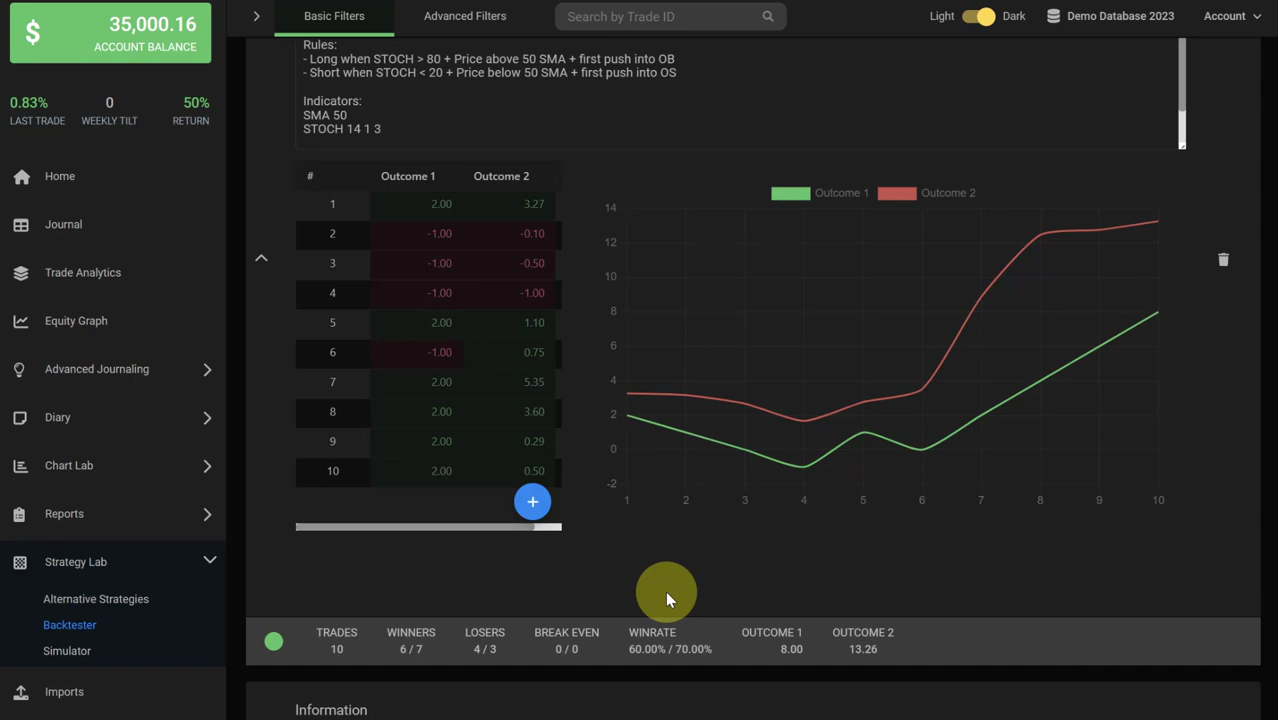 $ 35,000.16
ACCOUNT BALANCE
0.83% 0 50%
LAST TRADE WEEKLY TILT RETURN
Home
Journal
Trade Analytics
Equity Graph
Advanced Journaling
Diary
Chart Lab
Reports
Strategy Lab
Alternative Strategies
Backtester
Simulator
Imports
Basic Filters Advanced Filters Search by Trade ID Light Dark Demo Database 2023 Account
Rules:
- Long when STOCH > 80 + Price above 50 SMA + first push into OB
- Short when STOCH < 20 + Price below 50 SMA + first push into OS
Indicators:
SMA 50
STOCH 14 1 3
# Outcome 1 Outcome 2
1 2.00 3.27
2 -1.00 -0.10
3 -1.00 -0.50
4 -1.00 -1.00
5 2.00 1.10
6 -1.00 0.75
7 2.00 5.35
8 2.00 3.60
9 2.00 0.29
10 2.00 0.50
+
Outcome 1 Outcome 2
14
12
10
8
6
4
2
0
-2
1 2 3 4 5 6 7 8 9 10
TRADES WINNERS LOSERS BREAK EVEN WINRATE OUTCOME 1 OUTCOME 2
10 6 / 7 4 / 3 0 / 0 60.00% / 70.00% 8.00 13.26
Information